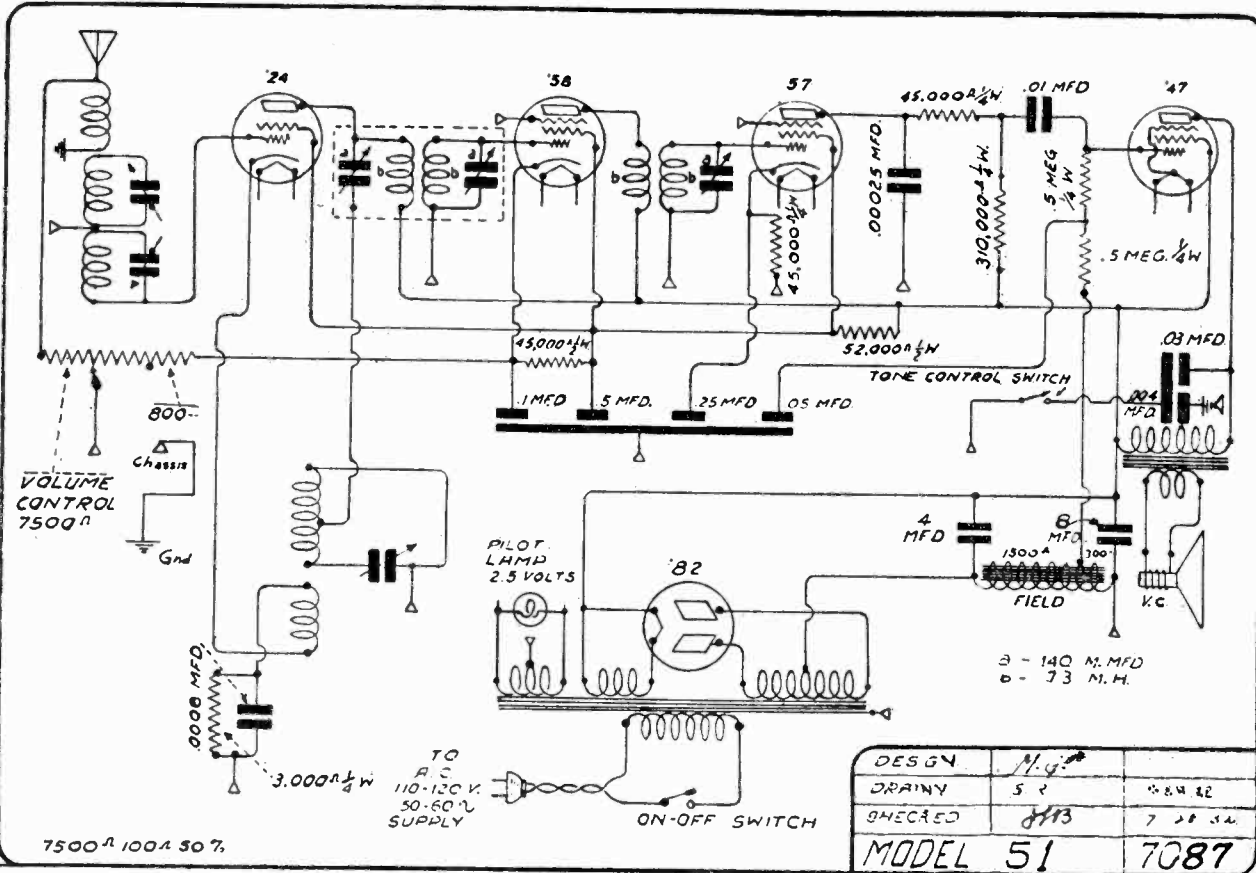 '24
'58
57
'47
45.000Ω ¼W
.01 MFD
a
b
b
a
b
b
a
.00025 MFD.
310,000Ω ¼W.
.5 MEG
¼ W
.5 MEG. ¼W
45.000Ω ¼W
45,000Ω ½
52.000Ω ½W
.03 MFD.
TONE CONTROL SWITCH
.004
MFD.
.1 MFD
.5 MFD.
.25 MFD
.05 MFD.
800~
Chassis
VOLUME
CONTROL
7500Ω
Gnd
PILOT
LAMP
2.5 VOLTS
'82
4
MFD
8
MFD.
1500Ω
300
FIELD
V.C.
a - 140 M.MFD
b - 33 M.H.
.0008 MFD.
3.000Ω ¼W
TO
A.C.
110-120 V.
50-60~
SUPPLY
ON-OFF SWITCH
DESGN
DRAWN
CHECKED
MODEL 51 7087
7500Ω 100Ω 50%